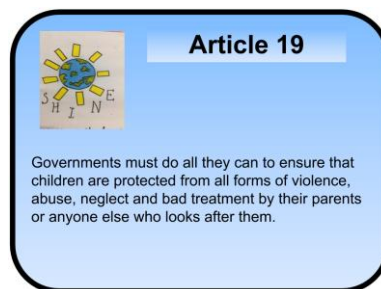 Article 19
SHINE
Governments must do all they can to ensure that
children are protected from all forms of violence,
abuse, neglect and bad treatment by their parents
or anyone else who looks after them.